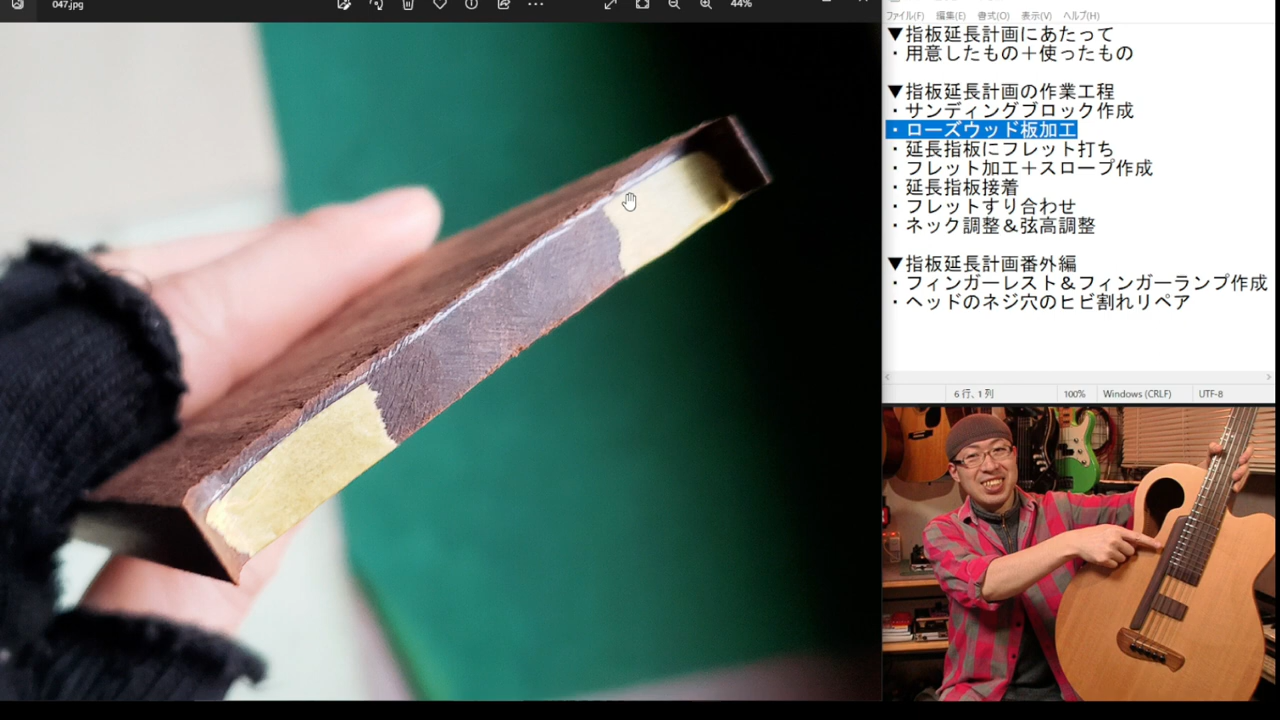 047.jpg
44%
ファイル(F) 編集(E) 書式(O) 表示(V) ヘルプ(H)
▼指板延長計画にあたって
・用意したもの＋使ったもの
▼指板延長計画の作業工程
・サンディングブロック作成
・ローズウッド板加工
・延長指板にフレット打ち
・フレット加工＋スロープ作成
・延長指板接着
・フレットすり合わせ
・ネック調整＆弦高調整
▼指板延長計画番外編
・フィンガーレスト＆フィンガーランプ作成
・ヘッドのネジ穴のヒビ割れリペア
6 行、1 列 100% Windows (CRLF) UTF-8